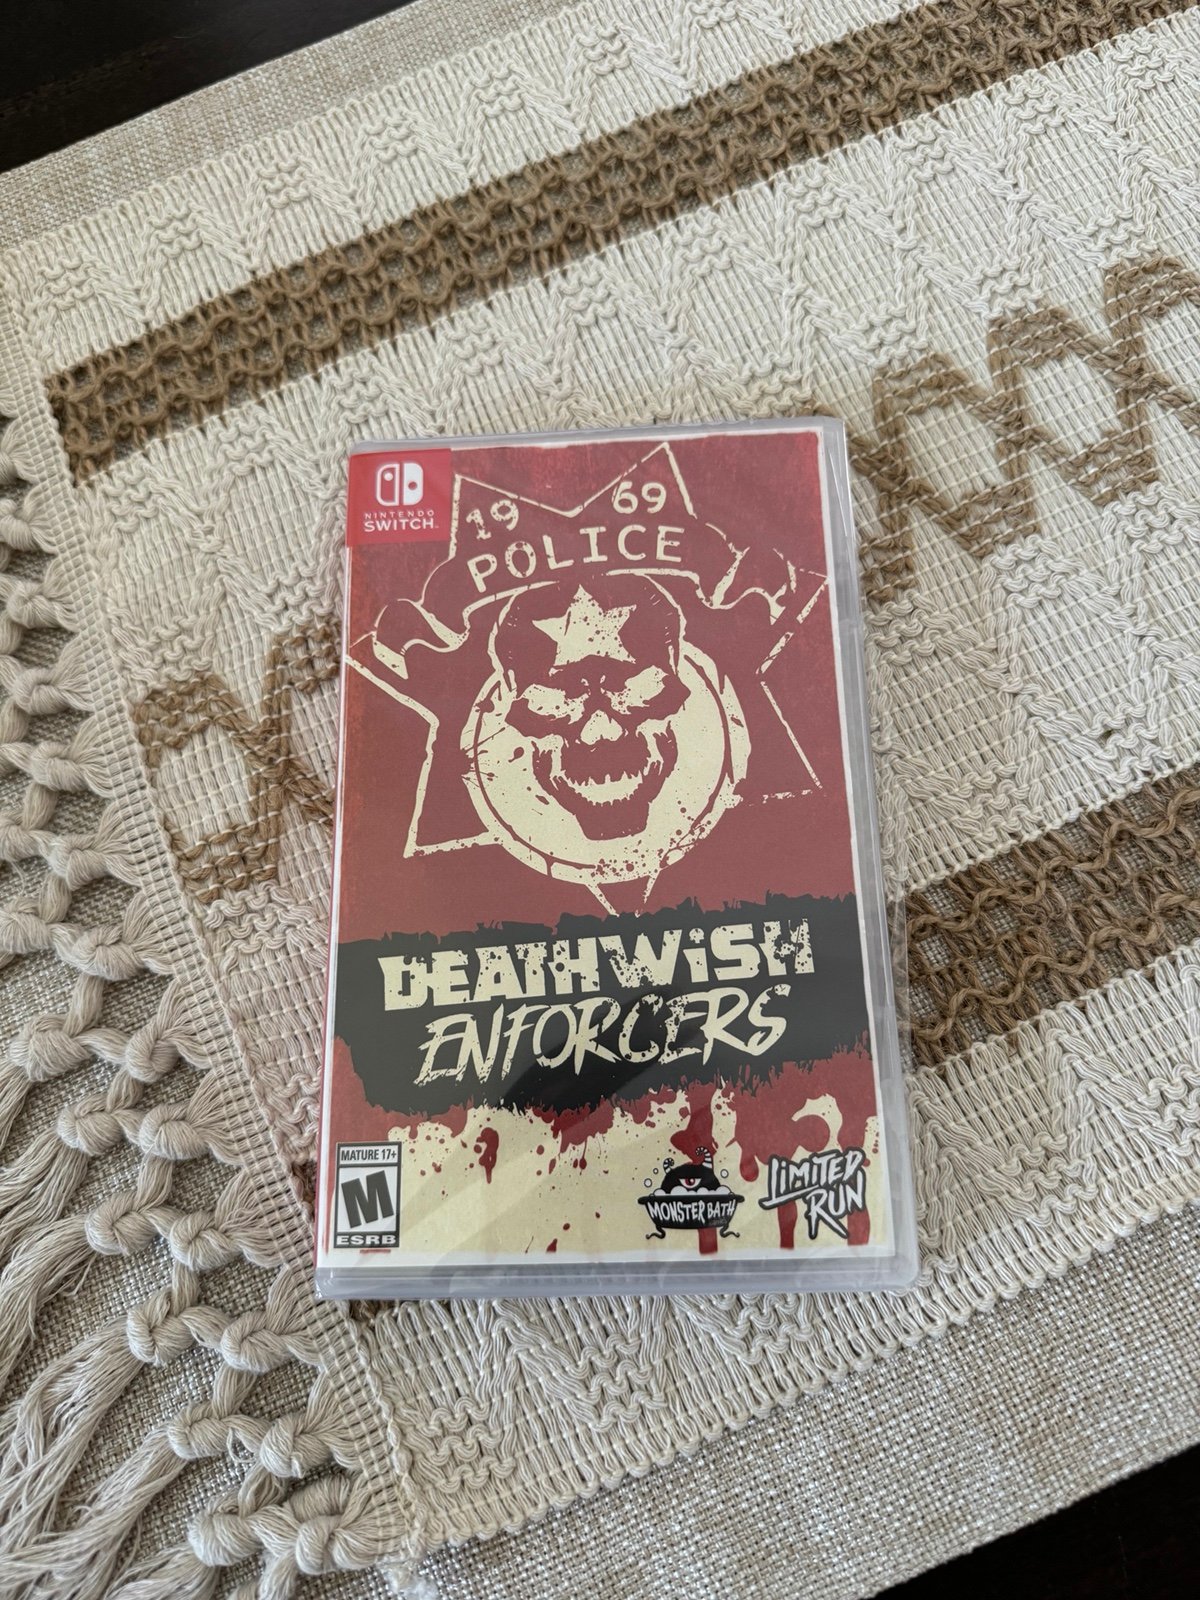 NINTENDO
SWITCH
19 69
POLICE
DEATHWiSH
ENFORCERS
MATURE 17+
M
ESRB
MONSTER BATH
LiMiTED
RUN